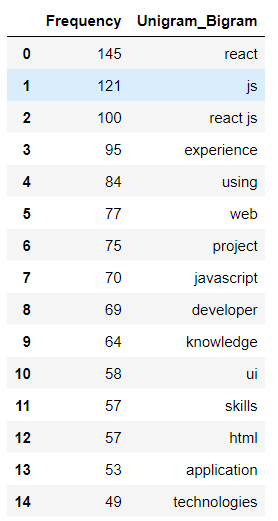 Frequency Unigram_Bigram
0 145 react
1 121 js
2 100 react js
3 95 experience
4 84 using
5 77 web
6 75 project
7 70 javascript
8 69 developer
9 64 knowledge
10 58 ui
11 57 skills
12 57 html
13 53 application
14 49 technologies